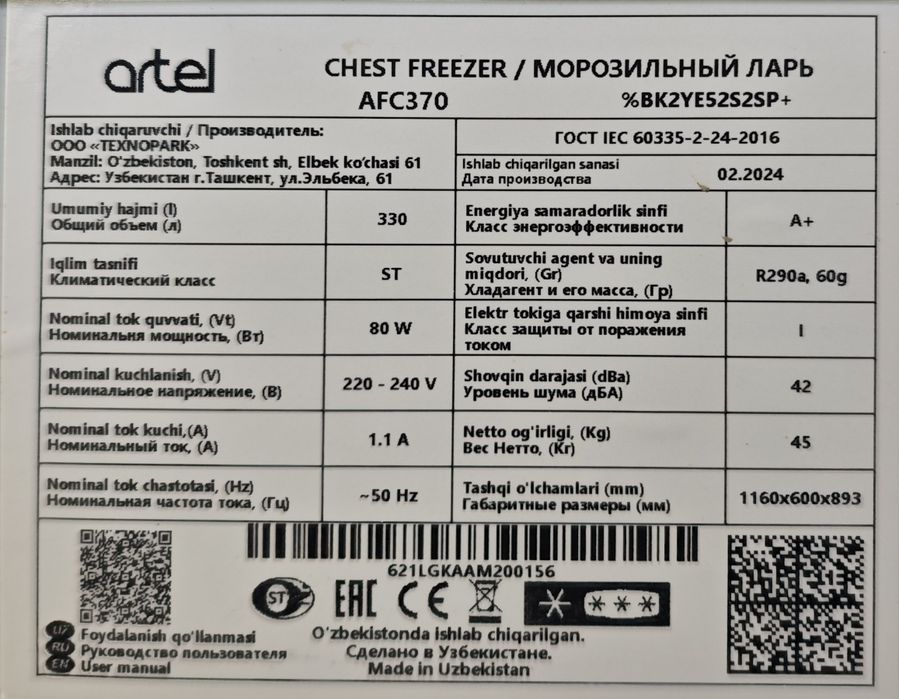 artel
CHEST FREEZER / МОРОЗИЛЬНЫЙ ЛАРЬ
AFC370 %BK2YE52S2SP+
Ishlab chiqaruvchi / Производитель:
ООО «TEXNOPARK»
Manzil: O'zbekiston, Toshkent sh, Elbek ko'chasi 61
Адрес: Узбекистан г.Ташкент, ул.Эльбека, 61
ГОСТ IEC 60335-2-24-2016
Ishlab chiqarilgan sanasi
Дата производства
02.2024
Umumiy hajmi (l)
Общий объем (л)
330
Energiya samaradorlik sinfi
Класс энергоэффективности
A+
Iqlim tasnifi
Климатический класс
ST
Sovutuvchi agent va uning
miqdori, (Gr)
Хладагент и его масса, (Гр)
R290a, 60g
Nominal tok quvvati, (Vt)
Номинальня мощность, (Вт)
80 W
Elektr tokiga qarshi himoya sinfi
Класс защиты от поражения
током
I
Nominal kuchlanish, (V)
Номинальное напряжение, (В)
220 - 240 V
Shovqin darajasi (dBa)
Уровень шума (дБА)
42
Nominal tok kuchi,(A)
Номинальный ток, (А)
1.1 A
Netto og'irligi, (Kg)
Вес Нетто, (Кг)
45
Nominal tok chastotasi, (Hz)
Номинальная частота тока, (Гц)
~50 Hz
Tashqi o'lchamlari (mm)
Габаритные размеры (мм)
1160x600x893
621LGKAAM200156
ST
EAC CE
UZ Foydalanish qo'llanmasi
RU Руководство пользователя
EN User manual
O'zbekistonda ishlab chiqarilgan.
Сделано в Узбекистане.
Made in Uzbekistan